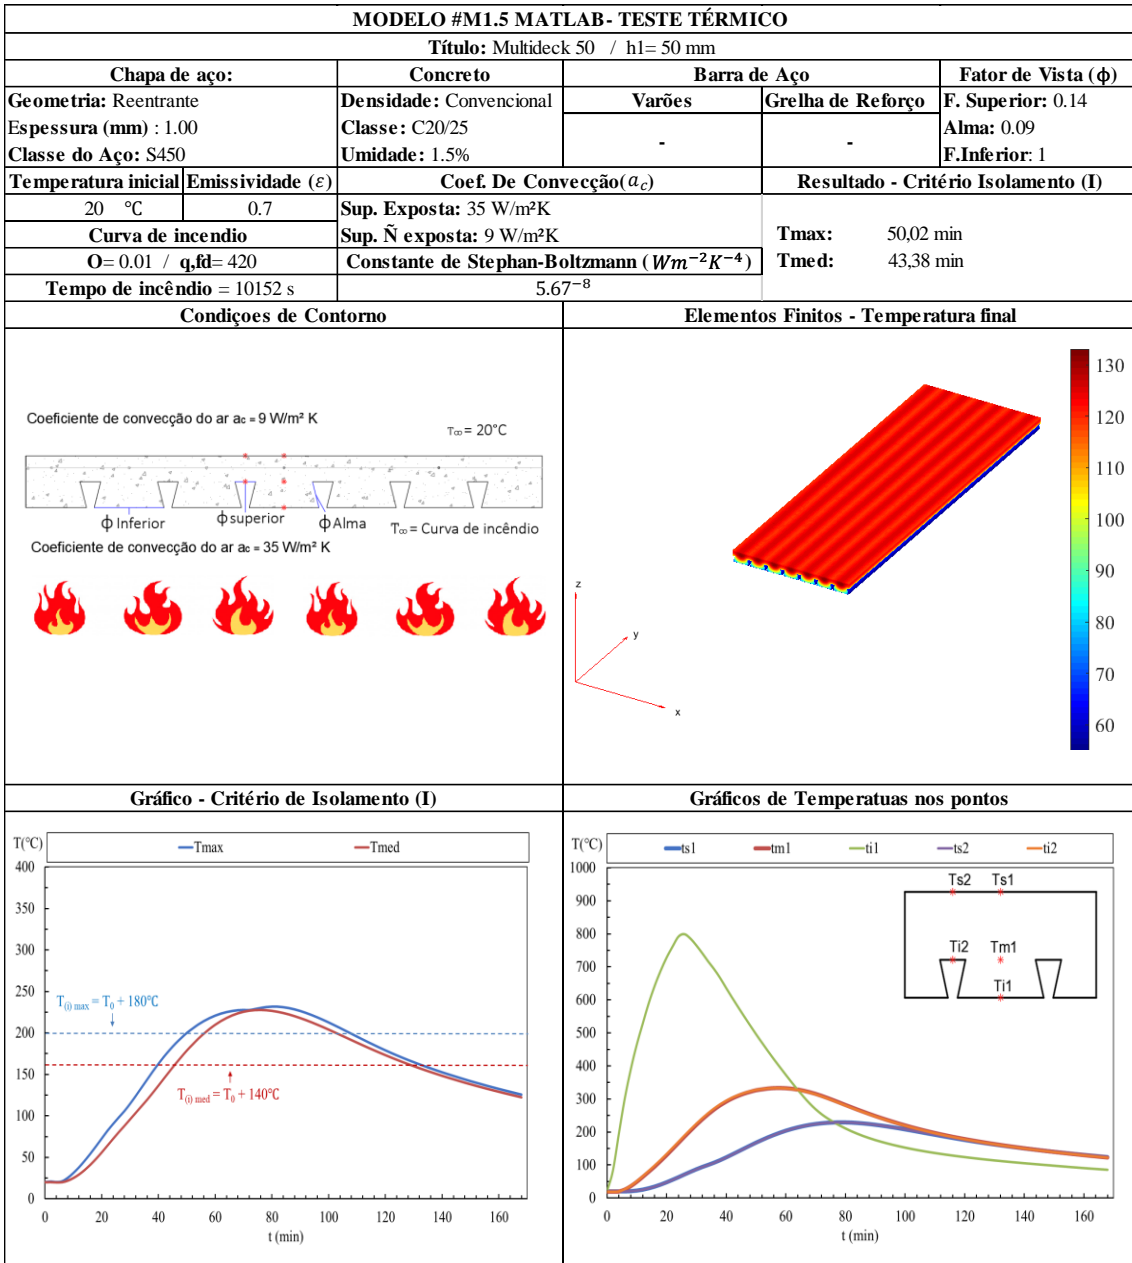 MODELO #M1.5 MATLAB- TESTE TÉRMICO
Título: Multideck 50 / h1= 50 mm
Chapa de aço: Concreto Barra de Aço Fator de Vista (ϕ)
Geometria: Reentrante Densidade: Convencional Varões Grelha de Reforço F. Superior: 0.14
Espessura (mm) : 1.00 Classe: C20/25 - - Alma: 0.09
Classe do Aço: S450 Umidade: 1.5% F.Inferior: 1
Temperatura inicial Emissividade (ε) Coef. De Convecção(a_c) Resultado - Critério Isolamento (I)
20 ℃ 0.7 Sup. Exposta: 35 W/m²K
Curva de incendio Sup. Ñ exposta: 9 W/m²K Tmax: 50,02 min
O= 0.01 / q,fd= 420 Constante de Stephan-Boltzmann (Wm⁻²K⁻⁴) Tmed: 43,38 min
Tempo de incêndio = 10152 s 5.67⁻⁸
Condiçoes de Contorno Elementos Finitos - Temperatura final
Coeficiente de convecção do ar ac = 9 W/m² K
T∞ = 20°C
ϕ Inferior ϕ superior ϕ Alma T∞ = Curva de incêndio
Coeficiente de convecção do ar ac = 35 W/m² K
130
120
110
100
90
80
70
60
z
y
x
Gráfico - Critério de Isolamento (I) Gráficos de Temperatuas nos pontos
T(℃) Tmax Tmed
400
350
300
250
200
150
100
50
0
T(i) max = T0 + 180℃
T(i) med = T0 + 140℃
0 20 40 60 80 100 120 140 160
t (min)
T(℃) ts1 tm1 ti1 ts2 ti2
1000
900
800
700
600
500
400
300
200
100
0
Ts2 Ts1
Ti2 Tm1
Ti1
0 20 40 60 80 100 120 140 160
t (min)